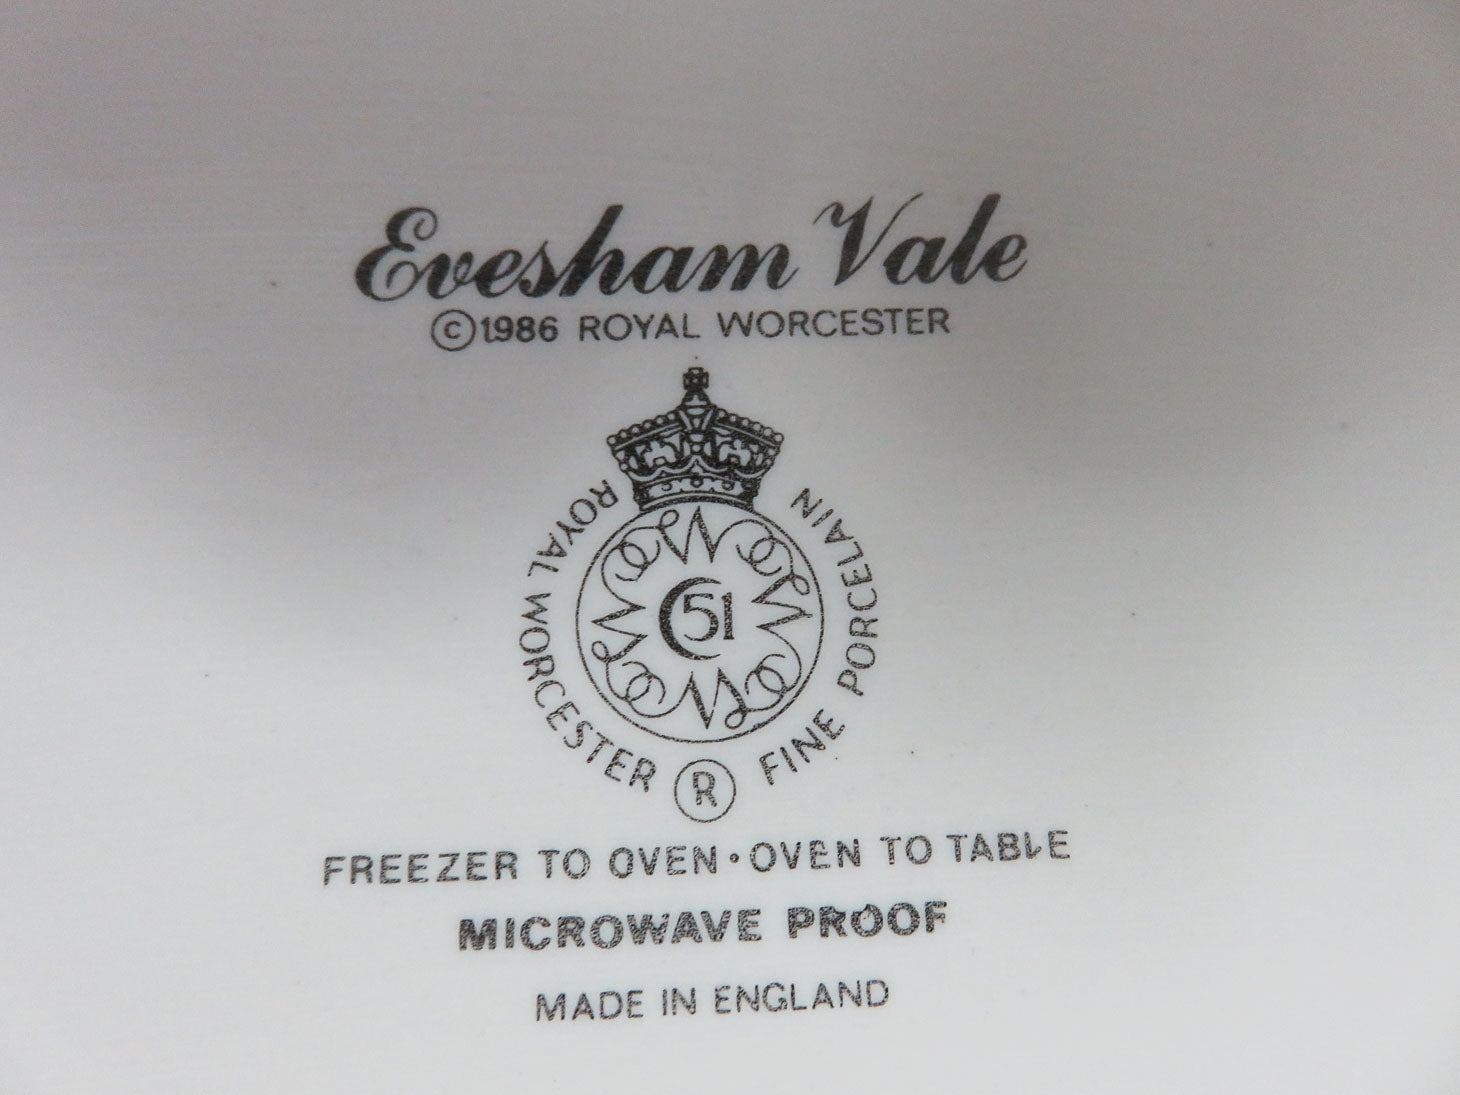 Evesham Vale
©1986 ROYAL WORCESTER
ROYAL WORCESTER ® FINE PORCELAIN
51
FREEZER TO OVEN · OVEN TO TABLE
MICROWAVE PROOF
MADE IN ENGLAND